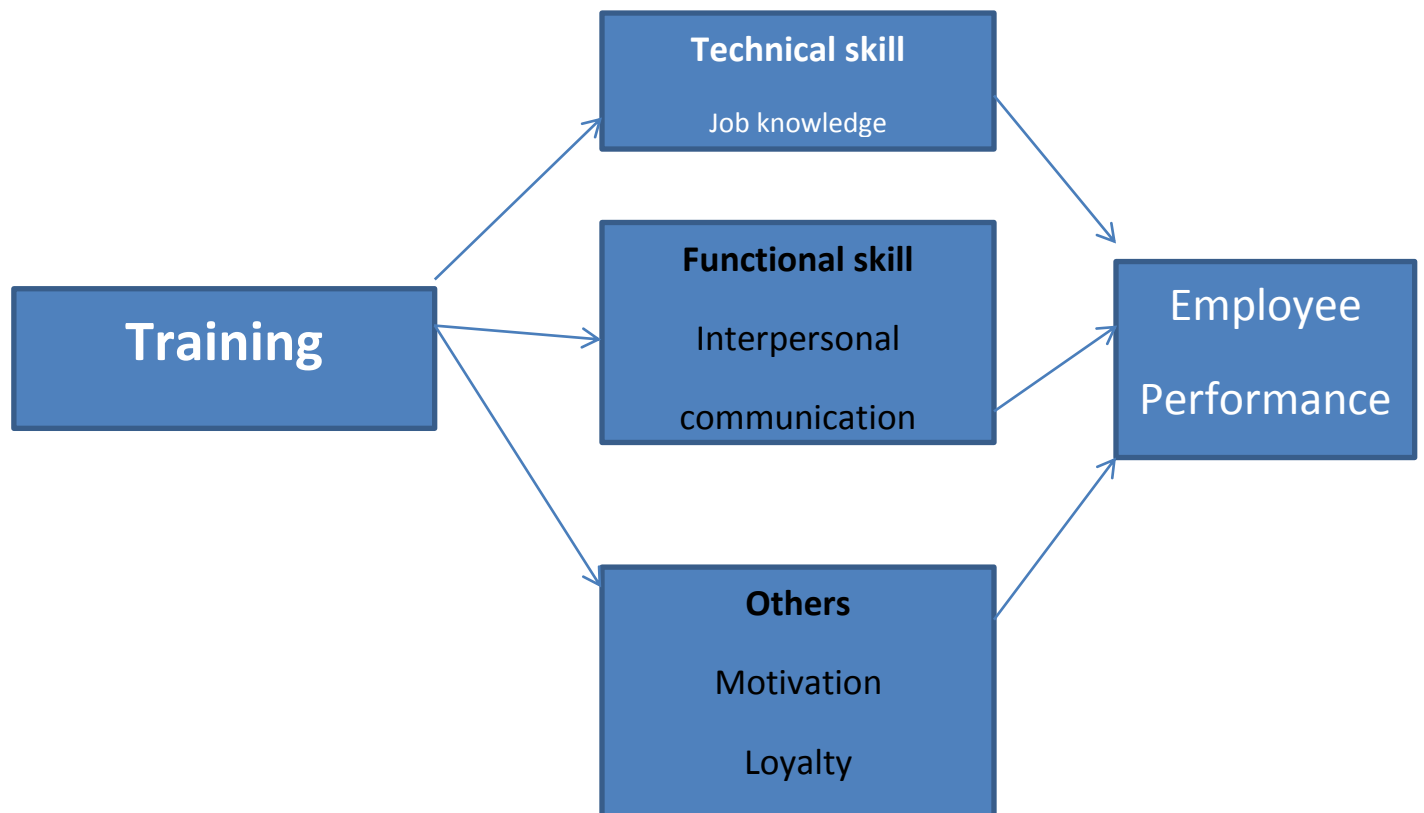 Training
Technical skill
Job knowledge
Functional skill
Interpersonal
communication
Others
Motivation
Loyalty
Employee
Performance